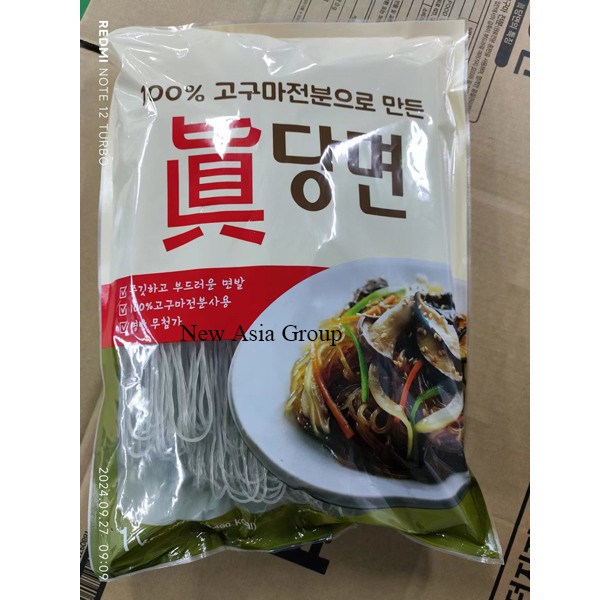 100% 고구마전분으로 만든
眞 당면
쫄깃하고 부드러운 면발
100%고구마전분사용
명반 무첨가
New Asia Group
REDMI NOTE 12 TURBO
2024.09.27 09:09